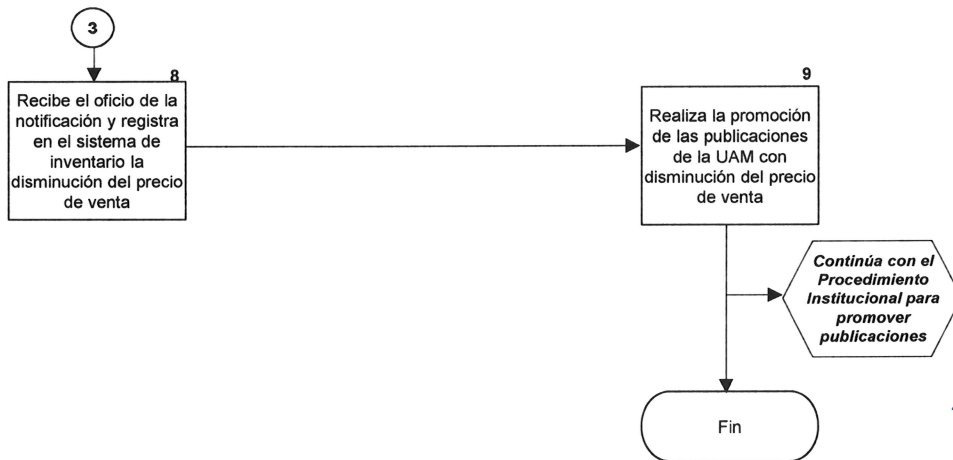 3
8
Recibe el oficio de la
notificación y registra
en el sistema de
inventario la
disminución del precio
de venta
9
Realiza la promoción
de las publicaciones
de la UAM con
disminución del precio
de venta
Continúa con el
Procedimiento
Institucional para
promover
publicaciones
Fin